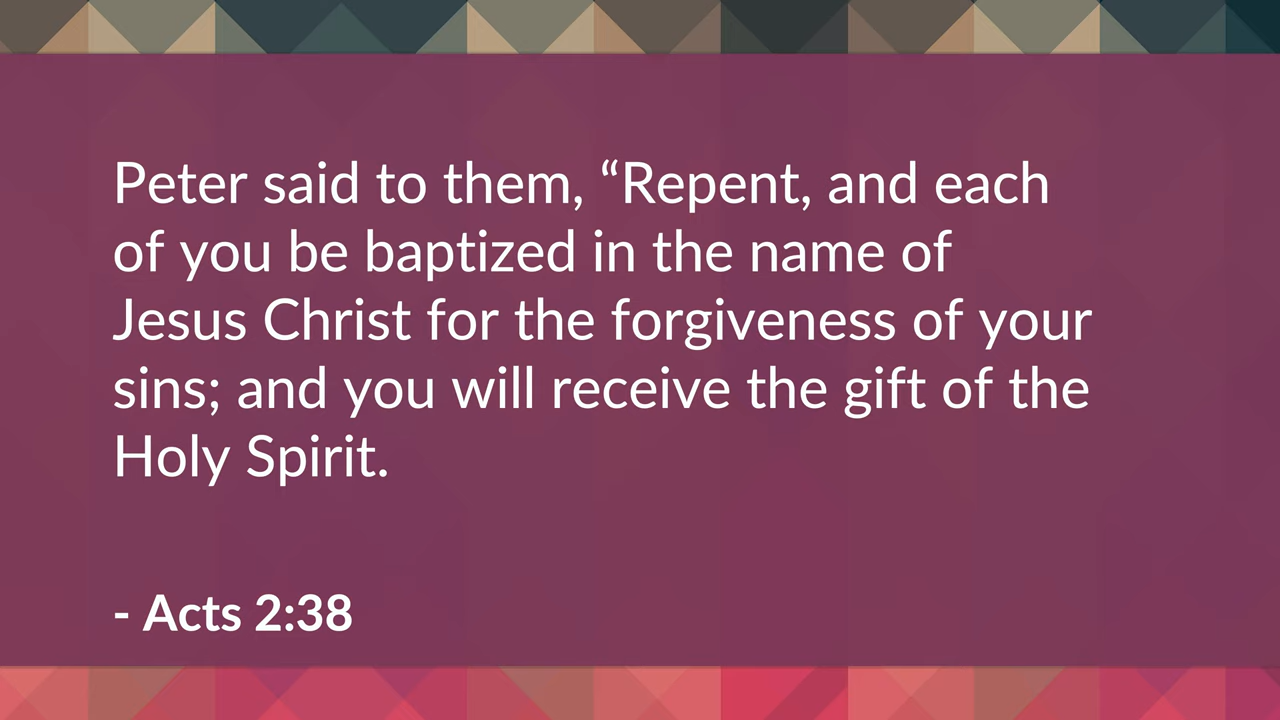 Peter said to them, “Repent, and each
of you be baptized in the name of
Jesus Christ for the forgiveness of your
sins; and you will receive the gift of the
Holy Spirit.
- Acts 2:38